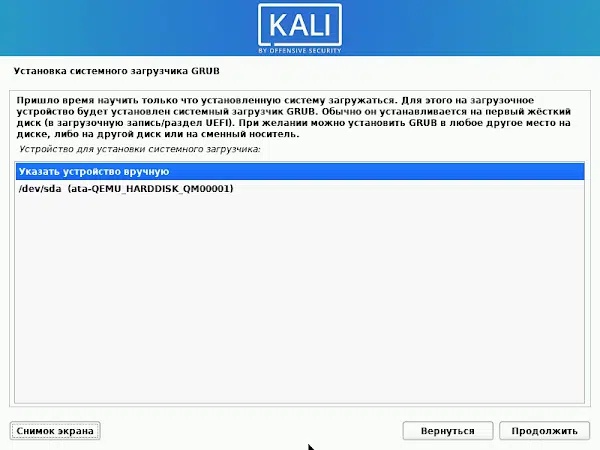 KALI
BY OFFENSIVE SECURITY
Установка системного загрузчика GRUB
Пришло время научить только что установленную систему загружаться. Для этого на загрузочное
устройство будет установлен системный загрузчик GRUB. Обычно он устанавливается на первый жёсткий
диск (в загрузочную запись/раздел UEFI). При желании можно установить GRUB в любое другое место на
диске, либо на другой диск или на сменный носитель.
Устройство для установки системного загрузчика:
Указать устройство вручную
/dev/sda (ata-QEMU_HARDDISK_QM00001)
Снимок экрана
Вернуться
Продолжить